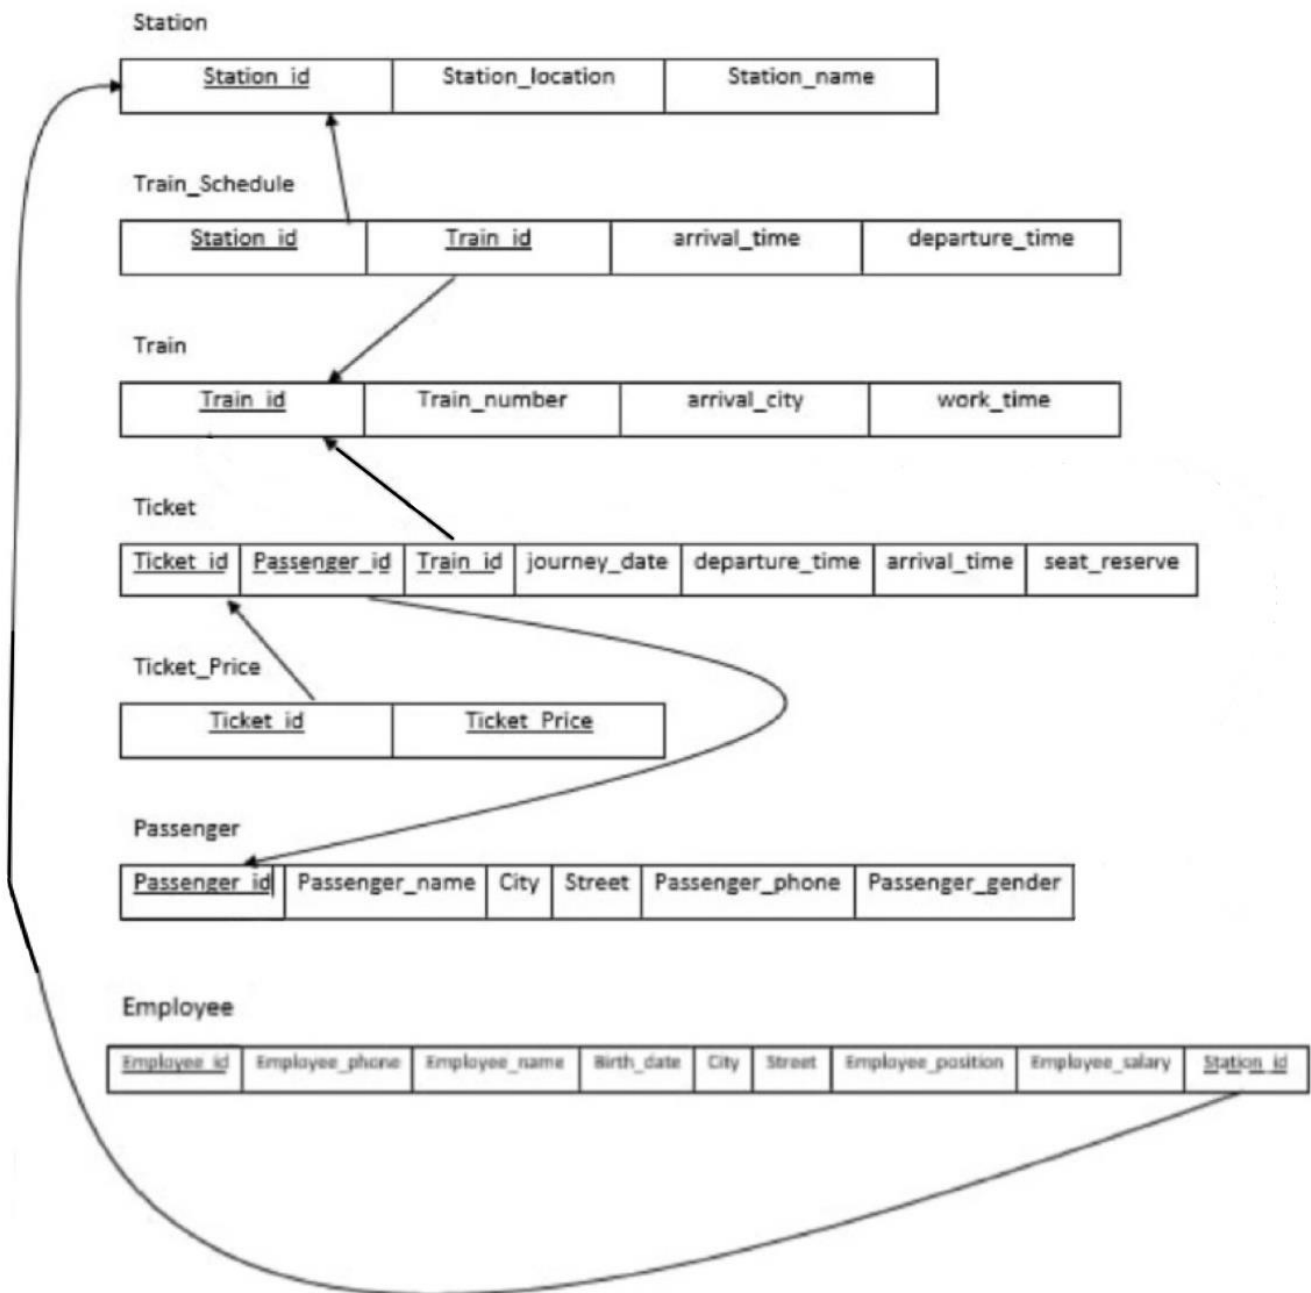 Station
Station_id Station_location Station_name
Train_Schedule
Station_id Train_id arrival_time departure_time
Train
Train_id Train_number arrival_city work_time
Ticket
Ticket_id Passenger_id Train_id journey_date departure_time arrival_time seat_reserve
Ticket_Price
Ticket_id Ticket_Price
Passenger
Passenger_id Passenger_name City Street Passenger_phone Passenger_gender
Employee
Employee_id Employee_phone Employee_name Birth_date City Street Employee_position Employee_salary Station_id